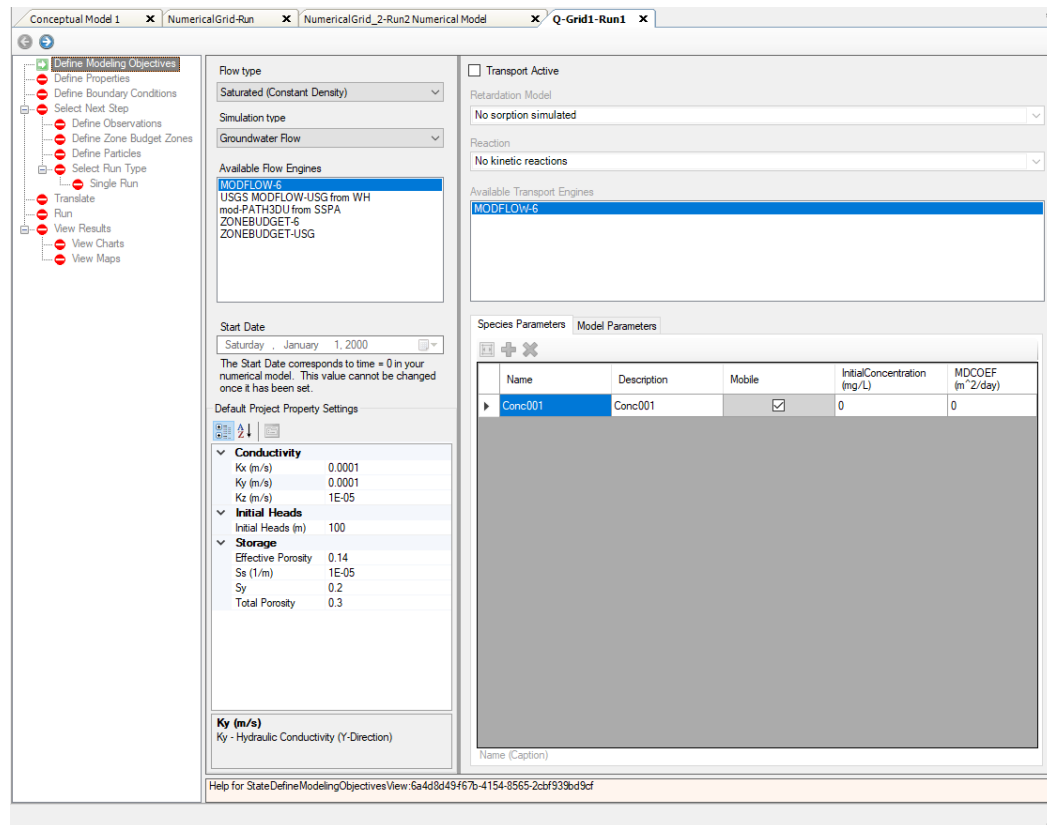 Conceptual Model 1
NumericalGrid-Run
NumericalGrid_2-Run2 Numerical Model
Q-Grid1-Run1
Define Modeling Objectives
Define Properties
Define Boundary Conditions
Select Next Step
Define Observations
Define Zone Budget Zones
Define Particles
Select Run Type
Single Run
Translate
Run
View Results
View Charts
View Maps
Flow type
Saturated (Constant Density)
Simulation type
Groundwater Flow
Available Flow Engines
MODFLOW-6
USGS MODFLOW-USG from WH
mod-PATH3DU from SSPA
ZONEBUDGET-6
ZONEBUDGET-USG
Start Date
Saturday , January 1, 2000
The Start Date corresponds to time = 0 in your
numerical model. This value cannot be changed
once it has been set.
Default Project Property Settings
Conductivity
Kx (m/s) 0.0001
Ky (m/s) 0.0001
Kz (m/s) 1E-05
Initial Heads
Initial Heads (m) 100
Storage
Effective Porosity 0.14
Ss (1/m) 1E-05
Sy 0.2
Total Porosity 0.3
Ky (m/s)
Ky - Hydraulic Conductivity (Y-Direction)
Transport Active
Retardation Model
No sorption simulated
Reaction
No kinetic reactions
Available Transport Engines
MODFLOW-6
Species Parameters Model Parameters
Name Description Mobile InitialConcentration (mg/L) MDCOEF (m^2/day)
Conc001 Conc001 0 0
Name (Caption)
Help for StateDefineModelingObjectivesView:6a4d8d49-f67b-4154-8565-2cbf939bd9cf